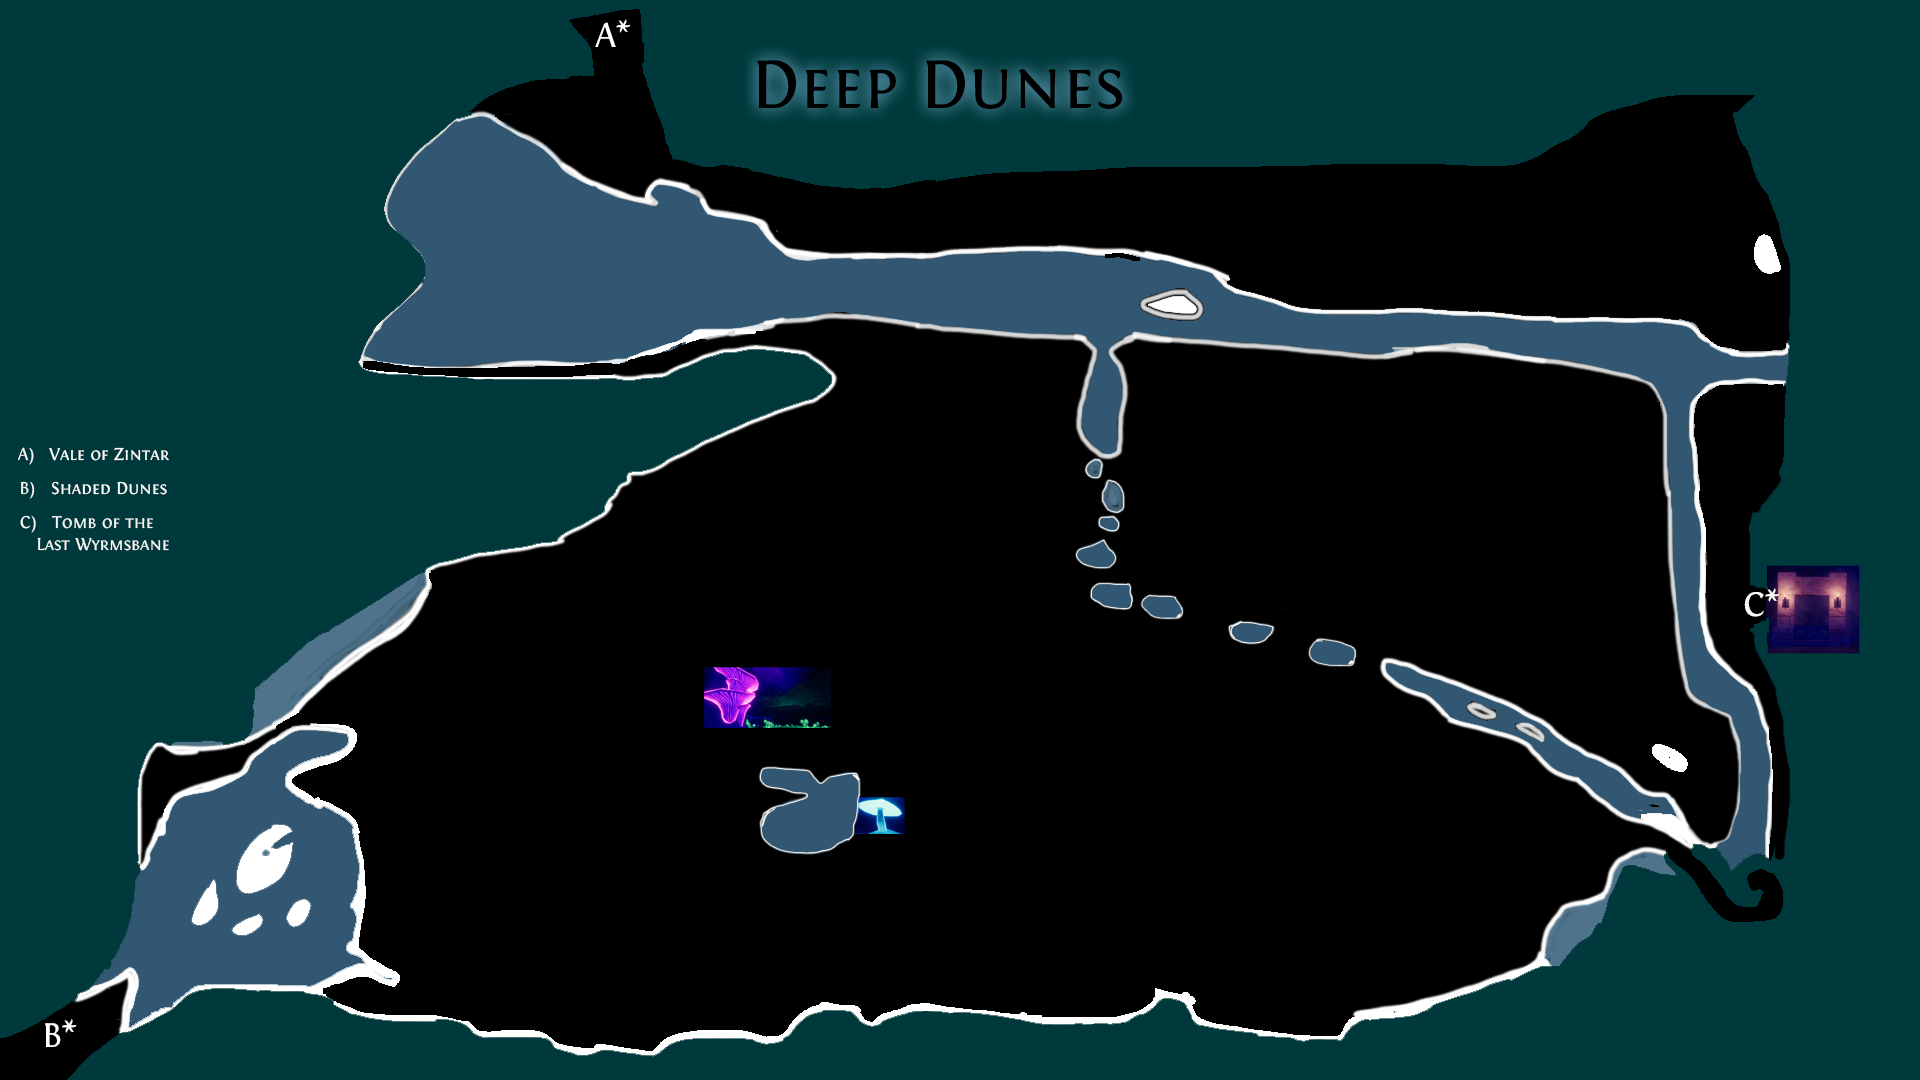 A*
Deep Dunes
A) Vale of Zintar
B) Shaded Dunes
C) Tomb of the
Last Wyrmsbane
C*
B*